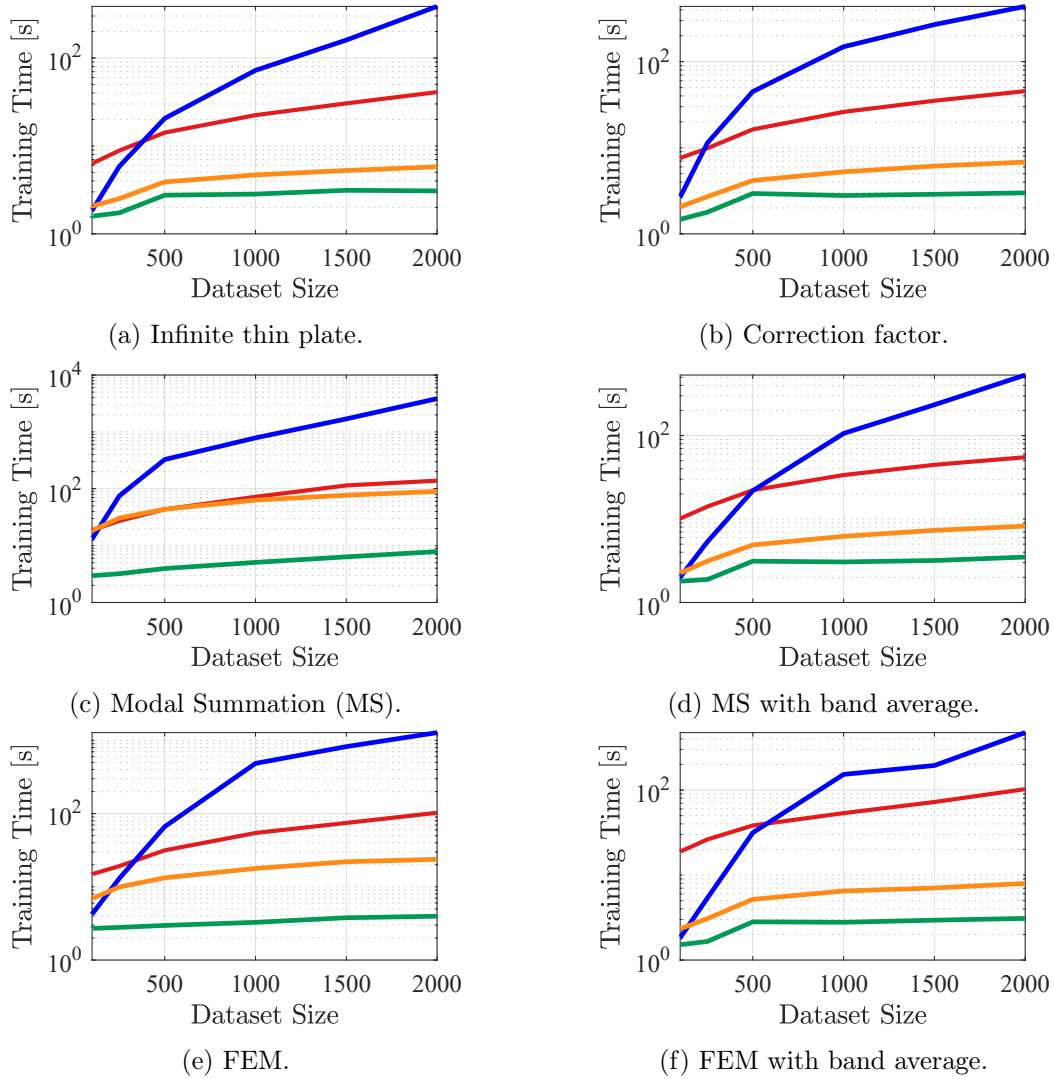 Training Time [s]
10^2
10^0
500 1000 1500 2000
Dataset Size
(a) Infinite thin plate.
Training Time [s]
10^2
10^0
500 1000 1500 2000
Dataset Size
(b) Correction factor.
Training Time [s]
10^4
10^2
10^0
500 1000 1500 2000
Dataset Size
(c) Modal Summation (MS).
Training Time [s]
10^2
10^0
500 1000 1500 2000
Dataset Size
(d) MS with band average.
Training Time [s]
10^2
10^0
500 1000 1500 2000
Dataset Size
(e) FEM.
Training Time [s]
10^2
10^0
500 1000 1500 2000
Dataset Size
(f) FEM with band average.